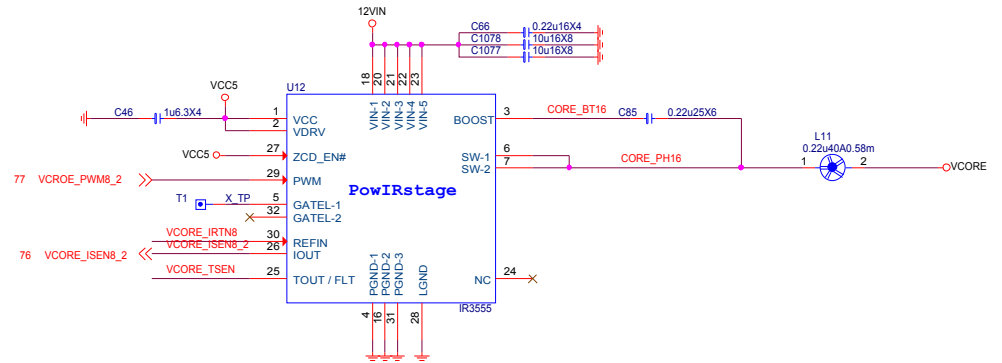 12VIN
C66 0.22u16X4
C1078 10u16X8
C1077 10u16X8
18 20 21 22 23
VCC5
U12
C46 1u6.3X4
1 VCC
2 VDRV
VIN-1 VIN-2 VIN-3 VIN-4 VIN-5
BOOST 3 CORE_BT16 C85 0.22u25X6
VCC5 27 ZCD_EN#
SW-1 6
SW-2 7 CORE_PH16
L11
0.22u40A0.58m
1 2 VCORE
77 VCROE_PWM8_2 29 PWM
PowIRstage
T1 X_TP 5 GATEL-1
32 GATEL-2
VCORE_IRTN8 30 REFIN
76 VCORE_ISEN8_2 VCORE_ISEN8_2 26 IOUT
VCORE_TSEN 25 TOUT / FLT
PGND-1 PGND-2 PGND-3 LGND
NC 24
IR3555
4 16 31 28